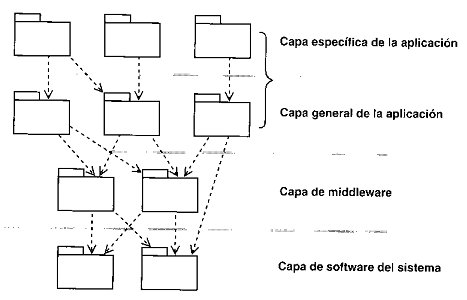 Capa específica de la aplicación
Capa general de la aplicación
Capa de middleware
Capa de software del sistema